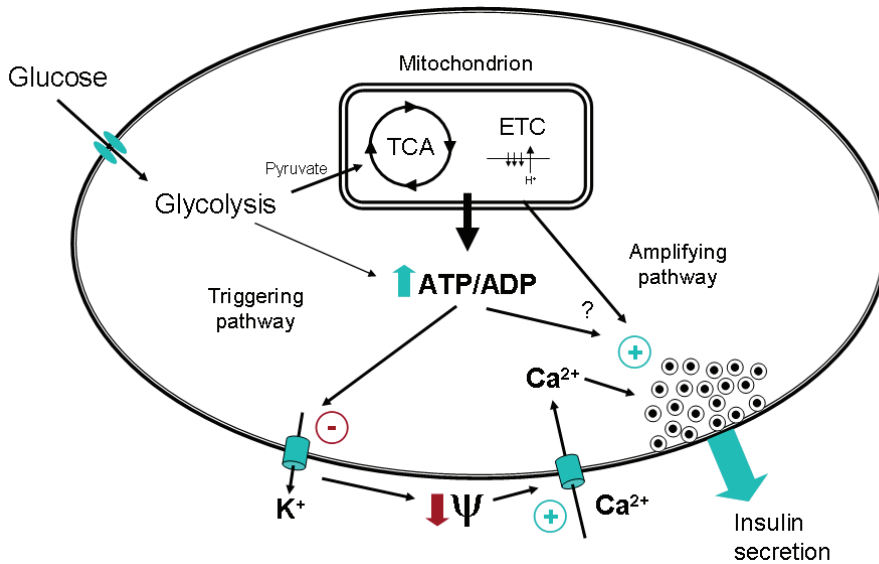 Glucose
Mitochondrion
TCA
ETC
H⁺
Pyruvate
Glycolysis
Amplifying
pathway
ATP/ADP
Triggering
pathway
?
+
Ca²⁺
-
K⁺
Ψ
+
Ca²⁺
Insulin
secretion